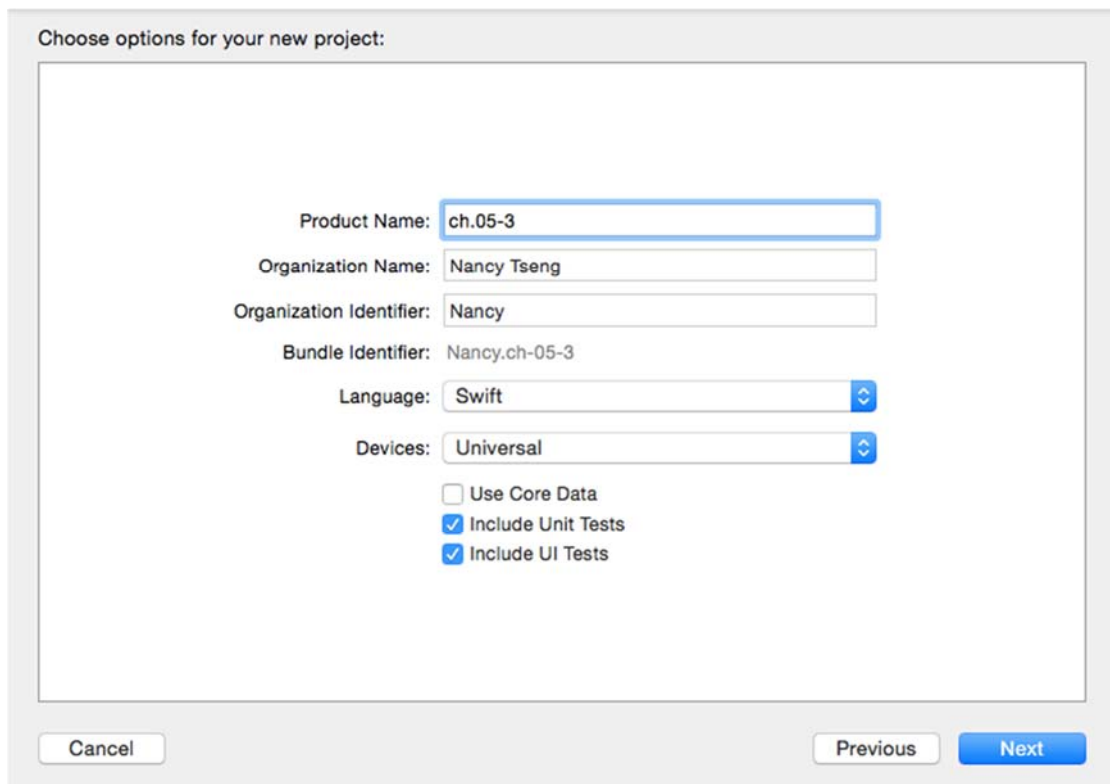 Choose options for your new project:
Product Name: ch.05-3
Organization Name: Nancy Tseng
Organization Identifier: Nancy
Bundle Identifier: Nancy.ch-05-3
Language: Swift
Devices: Universal
Use Core Data
Include Unit Tests
Include UI Tests
Cancel Previous Next